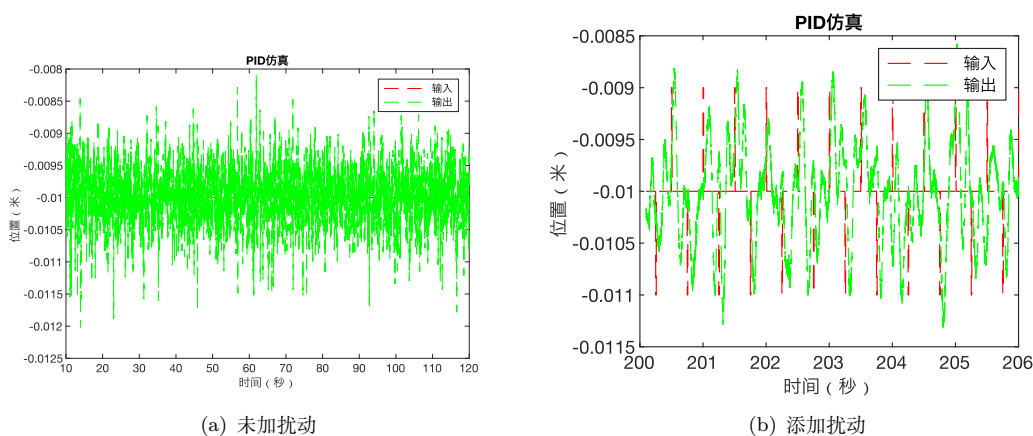 PID仿真
-0.008
-0.0085
-0.009
-0.0095
-0.01
-0.0105
-0.011
-0.0115
-0.012
-0.0125
位置（米）
输入
输出
10 20 30 40 50 60 70 80 90 100 110 120
时间（秒）
(a) 未加扰动
PID仿真
-0.0085
-0.009
-0.0095
-0.01
-0.0105
-0.011
-0.0115
位置（米）
输入
输出
200 201 202 203 204 205 206
时间（秒）
(b) 添加扰动